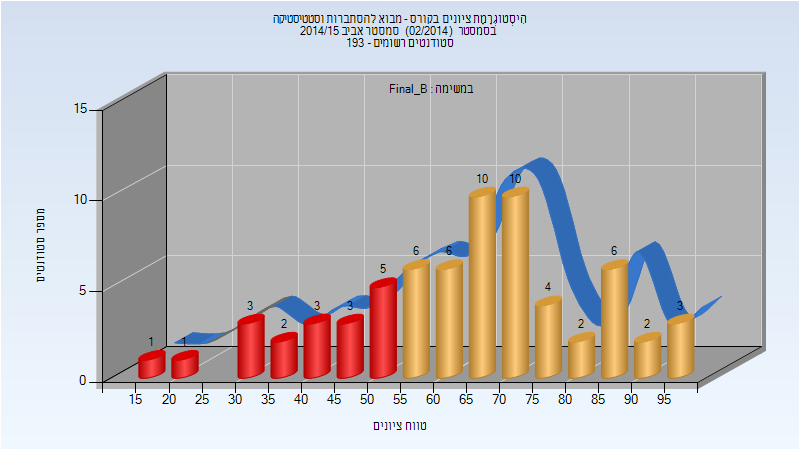 היסטוגרמת ציונים בקורס - מבוא להסתברות וסטטיסטיקה
בסמסטר (02/2014) סמסטר אביב 2014/15
סטודנטים רשומים - 193
במשימה : Final_B
מספר סטודנטים
15
10
5
0
1
1
3
2
3
3
5
6
6
10
10
4
2
6
2
3
15 20 25 30 35 40 45 50 55 60 65 70 75 80 85 90 95
טווח ציונים